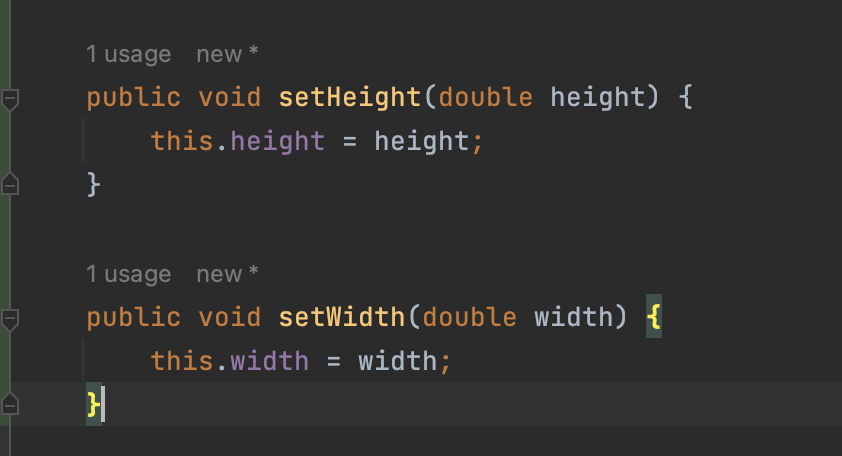 1 usage   new *
public void setHeight(double height) {
    this.height = height;
}
1 usage   new *
public void setWidth(double width) {
    this.width = width;
}